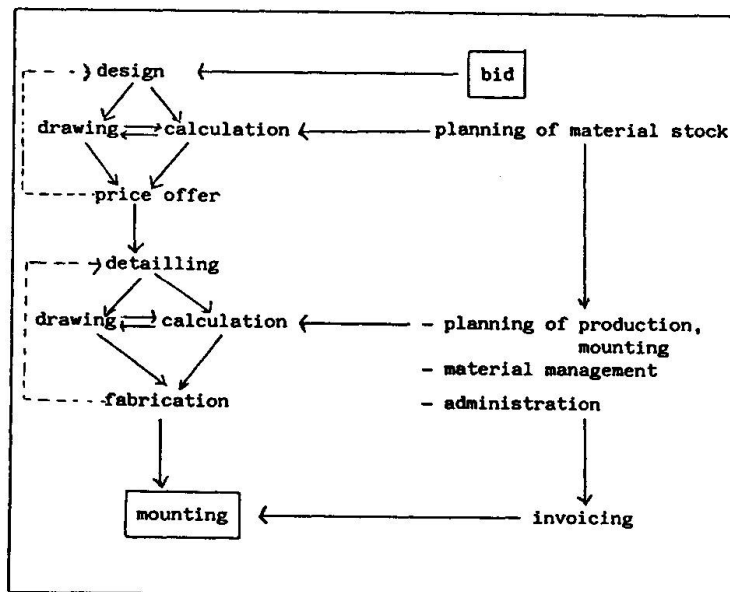 design
bid
drawing
calculation
planning of material stock
price offer
detailling
drawing
calculation
- planning of production,
mounting
- material management
fabrication
- administration
mounting
invoicing